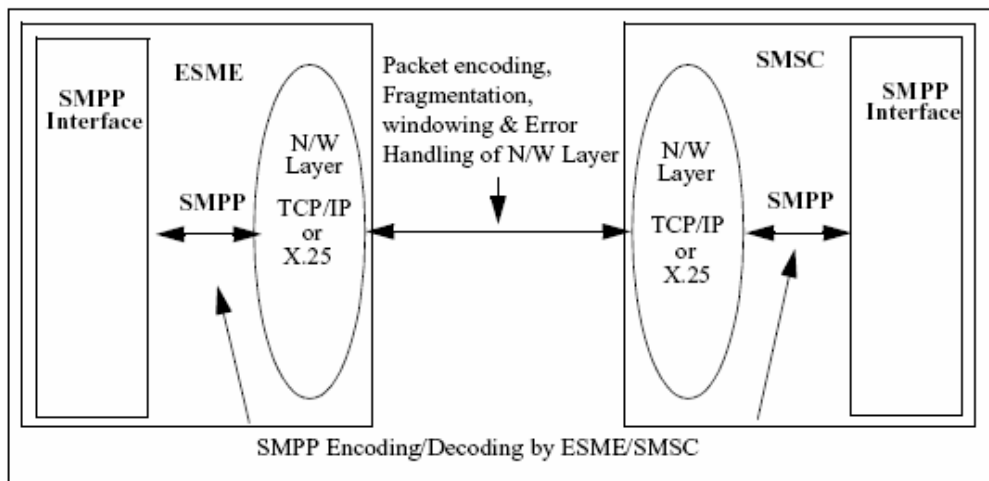 ESME
SMPP
Interface
N/W
Layer
TCP/IP
or
X.25
SMPP
Packet encoding,
Fragmentation,
windowing & Error
Handling of N/W Layer
SMSC
N/W
Layer
TCP/IP
or
X.25
SMPP
SMPP
Interface
SMPP Encoding/Decoding by ESME/SMSC